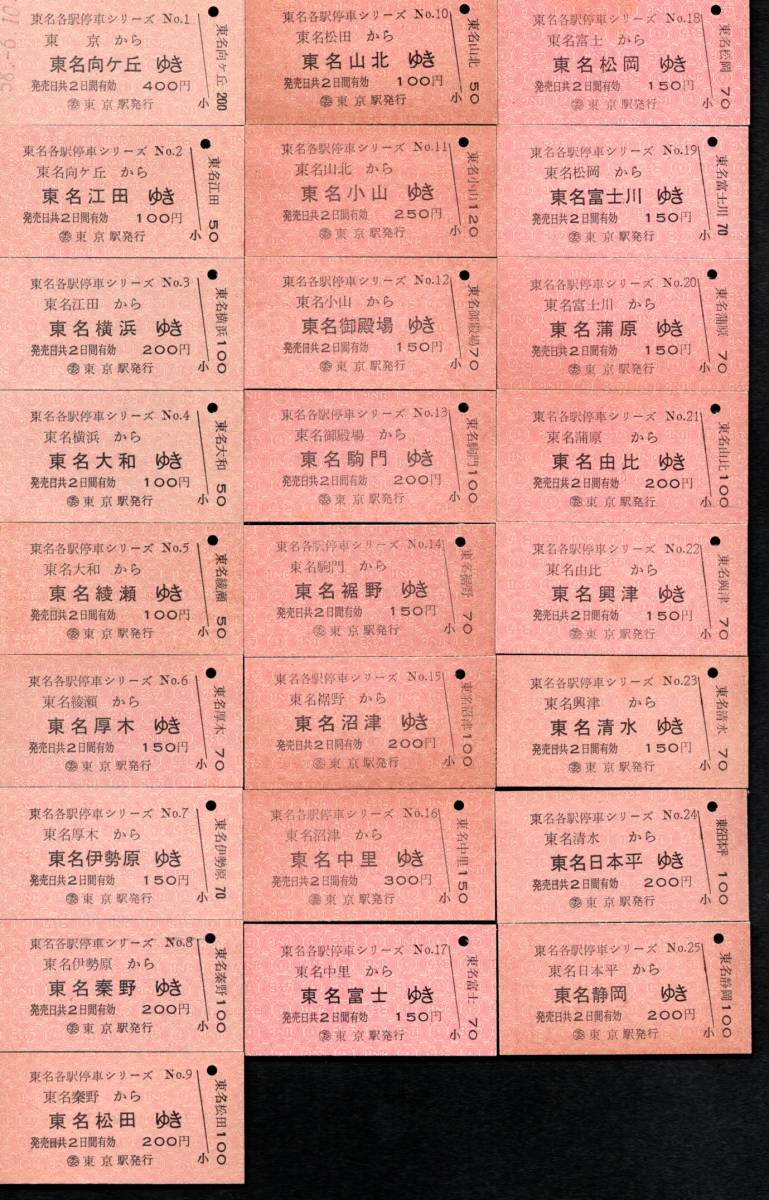 東名各駅停車シリーズ No.1
東京から
東名向ケ丘 ゆき
発売日共2日間有効 400円
委 東京駅発行
小
東名向ケ丘 200
東名各駅停車シリーズ No.2
東名向ケ丘 から
東名江田 ゆき
発売日共2日間有効 100円
委 東京駅発行
小
東名江田 50
東名各駅停車シリーズ No.3
東名江田 から
東名横浜 ゆき
発売日共2日間有効 200円
委 東京駅発行
小
東名横浜 100
東名各駅停車シリーズ No.4
東名横浜 から
東名大和 ゆき
発売日共2日間有効 100円
委 東京駅発行
小
東名大和 50
東名各駅停車シリーズ No.5
東名大和 から
東名綾瀬 ゆき
発売日共2日間有効 100円
委 東京駅発行
小
東名綾瀬 50
東名各駅停車シリーズ No.6
東名綾瀬 から
東名厚木 ゆき
発売日共2日間有効 150円
委 東京駅発行
小
東名厚木 70
東名各駅停車シリーズ No.7
東名厚木 から
東名伊勢原 ゆき
発売日共2日間有効 150円
委 東京駅発行
小
東名伊勢原 70
東名各駅停車シリーズ No.8
東名伊勢原 から
東名秦野 ゆき
発売日共2日間有効 200円
委 東京駅発行
小
東名秦野 100
東名各駅停車シリーズ No.9
東名秦野 から
東名松田 ゆき
発売日共2日間有効 200円
委 東京駅発行
小
東名松田 100
東名各駅停車シリーズ No.10
東名松田 から
東名山北 ゆき
発売日共2日間有効 100円
委 東京駅発行
小
東名山北 50
東名各駅停車シリーズ No.11
東名山北 から
東名小山 ゆき
発売日共2日間有効 250円
委 東京駅発行
小
東名小山 120
東名各駅停車シリーズ No.12
東名小山 から
東名御殿場 ゆき
発売日共2日間有効 150円
委 東京駅発行
小
東名御殿場 70
東名各駅停車シリーズ No.13
東名御殿場 から
東名駒門 ゆき
発売日共2日間有効 200円
委 東京駅発行
小
東名駒門 100
東名各駅停車シリーズ No.14
東名駒門 から
東名裾野 ゆき
発売日共2日間有効 150円
委 東京駅発行
小
東名裾野 70
東名各駅停車シリーズ No.15
東名裾野 から
東名沼津 ゆき
発売日共2日間有効 200円
委 東京駅発行
小
東名沼津 100
東名各駅停車シリーズ No.16
東名沼津 から
東名中里 ゆき
発売日共2日間有効 300円
委 東京駅発行
小
東名中里 150
東名各駅停車シリーズ No.17
東名中里 から
東名富士 ゆき
発売日共2日間有効 150円
委 東京駅発行
小
東名富士 70
東名各駅停車シリーズ No.18
東名富士 から
東名松岡 ゆき
発売日共2日間有効 150円
委 東京駅発行
小
東名松岡 70
東名各駅停車シリーズ No.19
東名松岡 から
東名富士川 ゆき
発売日共2日間有効 150円
委 東京駅発行
小
東名富士川 70
東名各駅停車シリーズ No.20
東名富士川 から
東名蒲原 ゆき
発売日共2日間有効 150円
委 東京駅発行
小
東名蒲原 70
東名各駅停車シリーズ No.21
東名蒲原 から
東名由比 ゆき
発売日共2日間有効 200円
委 東京駅発行
小
東名由比 100
東名各駅停車シリーズ No.22
東名由比 から
東名興津 ゆき
発売日共2日間有効 150円
委 東京駅発行
小
東名興津 70
東名各駅停車シリーズ No.23
東名興津 から
東名清水 ゆき
発売日共2日間有効 150円
委 東京駅発行
小
東名清水 70
東名各駅停車シリーズ No.24
東名清水 から
東名日本平 ゆき
発売日共2日間有効 200円
委 東京駅発行
小
東名日本平 100
東名各駅停車シリーズ No.25
東名日本平 から
東名静岡 ゆき
発売日共2日間有効 200円
委 東京駅発行
小
東名静岡 100